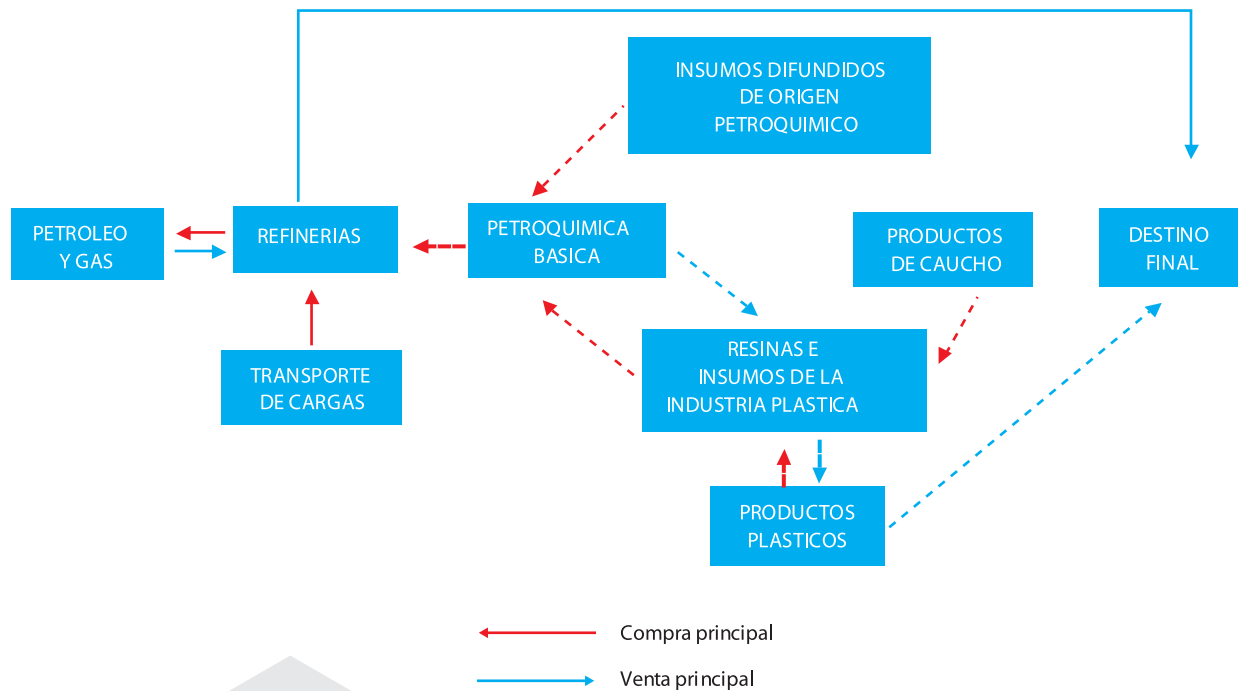 INSUMOS DIFUNDIDOS
DE ORIGEN
PETROQUIMICO
PETROLEO
Y GAS
REFINERIAS
PETROQUIMICA
BASICA
PRODUCTOS
DE CAUCHO
DESTINO
FINAL
TRANSPORTE
DE CARGAS
RESINAS E
INSUMOS DE LA
INDUSTRIA PLASTICA
PRODUCTOS
PLASTICOS
Compra principal
Venta principal